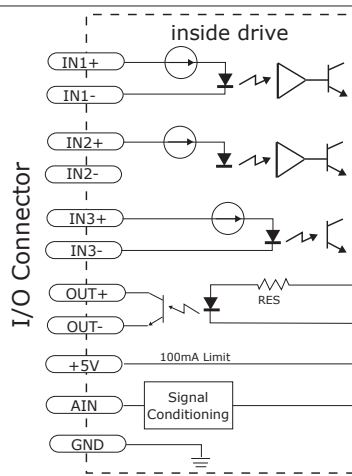 inside drive
I/O Connector
IN1+
IN1-
IN2+
IN2-
IN3+
IN3-
OUT+
RES
OUT-
100mA Limit
+5V
AIN
Signal
Conditioning
GND